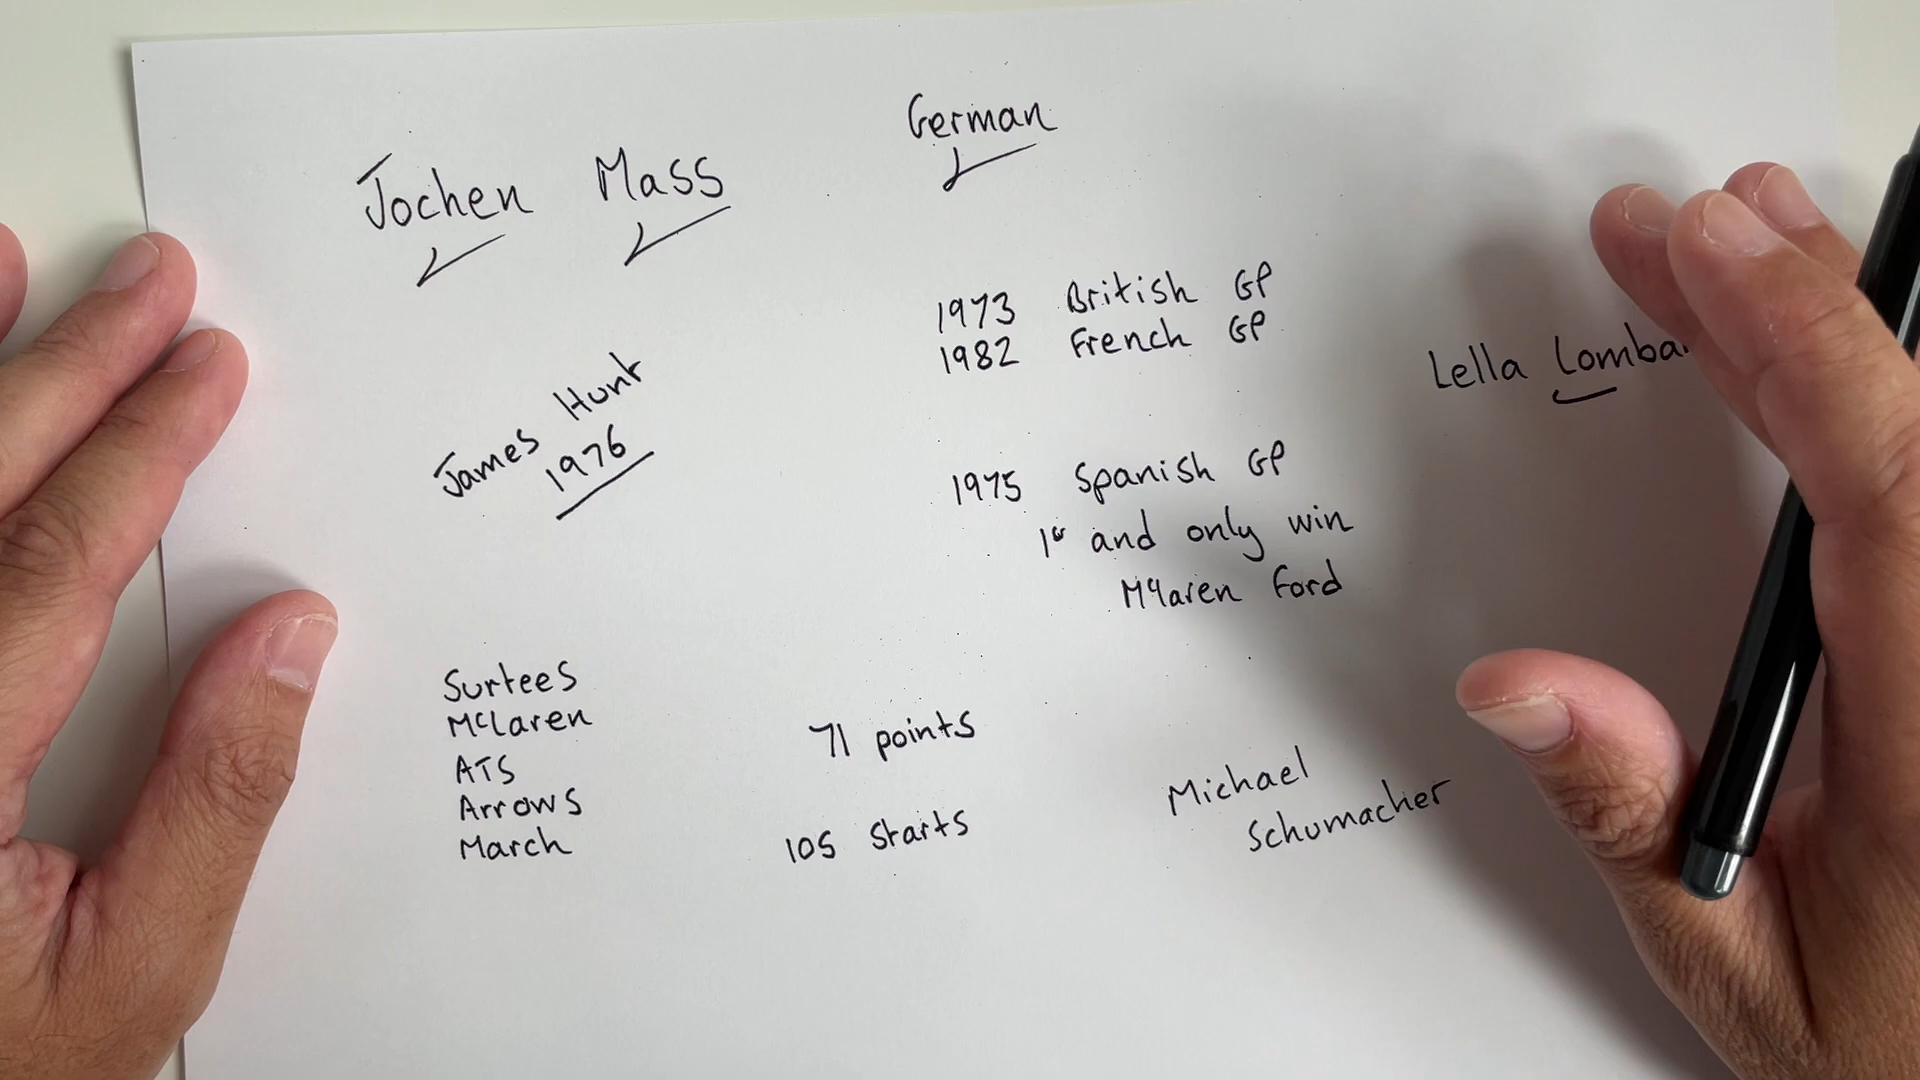 German
Jochen Mass
1973 British GP
1982 French GP
Lella
James Hunt
1976
1975 Spanish GP
1st and only win
McLaren Ford
Surtees
McLaren
ATS
Arrows
March
71 points
105 Starts
Michael
Schumacher